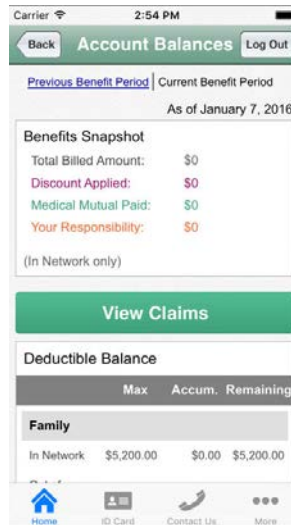 Carrier 2:54 PM
Back Account Balances Log Out
Previous Benefit Period | Current Benefit Period
As of January 7, 2016
Benefits Snapshot
Total Billed Amount: $0
Discount Applied: $0
Medical Mutual Paid: $0
Your Responsibility: $0
(In Network only)
View Claims
Deductible Balance
Max Accum. Remaining
Family
In Network $5,200.00 $0.00 $5,200.00
Home ID Card Contact Us More